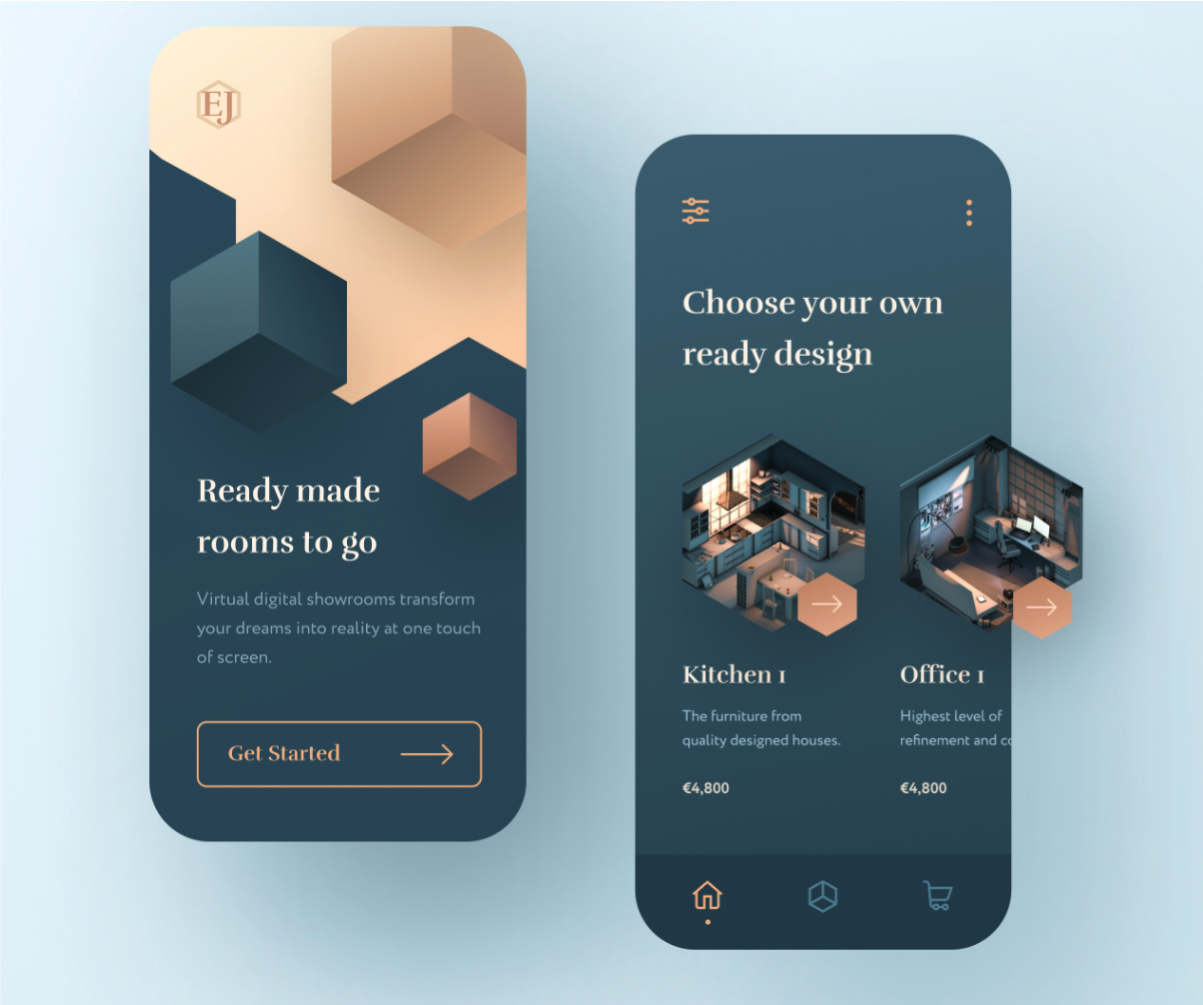 EJ
Ready made
rooms to go
Virtual digital showrooms transform
your dreams into reality at one touch
of screen.
Get Started
Choose your own
ready design
Kitchen 1
The furniture from
quality designed houses.
€4,800
Office 1
Highest level of
refinement and
€4,800